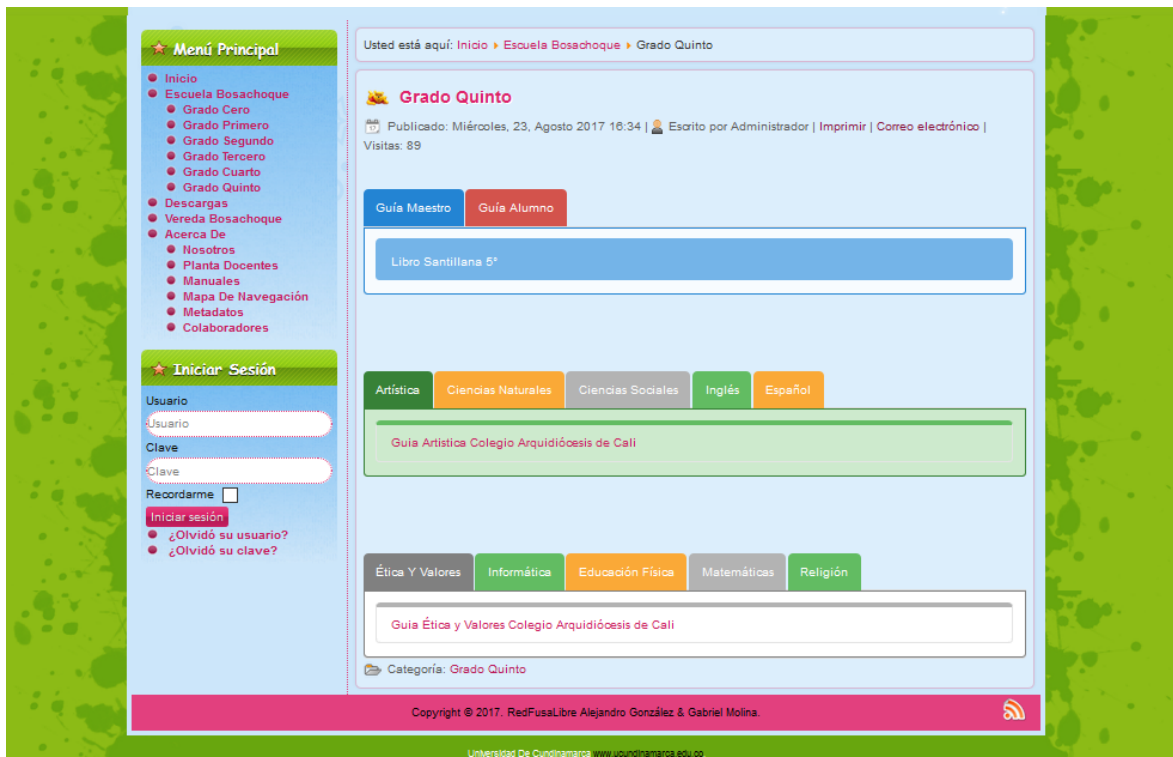 Menú Principal
Inicio
Escuela Bosachoque
Grado Cero
Grado Primero
Grado Segundo
Grado Tercero
Grado Cuarto
Grado Quinto
Descargas
Vereda Bosachoque
Acerca De
Nosotros
Planta Docentes
Manuales
Mapa De Navegación
Metadatos
Colaboradores
Iniciar Sesión
Usuario
Usuario
Clave
Clave
Recordarme
Iniciar sesión
¿Olvidó su usuario?
¿Olvidó su clave?
Usted está aquí: Inicio Escuela Bosachoque Grado Quinto
Grado Quinto
Publicado: Miércoles, 23, Agosto 2017 16:34 | Escrito por Administrador | Imprimir | Correo electrónico |
Visitas: 89
Guía Maestro Guía Alumno
Libro Santillana 5°
Artística Ciencias Naturales Ciencias Sociales Inglés Español
Guia Artistica Colegio Arquidiócesis de Cali
Ética Y Valores Informática Educación Física Matemáticas Religión
Guia Ética y Valores Colegio Arquidiócesis de Cali
Categoría: Grado Quinto
Copyright © 2017. RedFusaLibre Alejandro González & Gabriel Molina.
Universidad De Cundinamarca www.ucundinamarca.edu.co